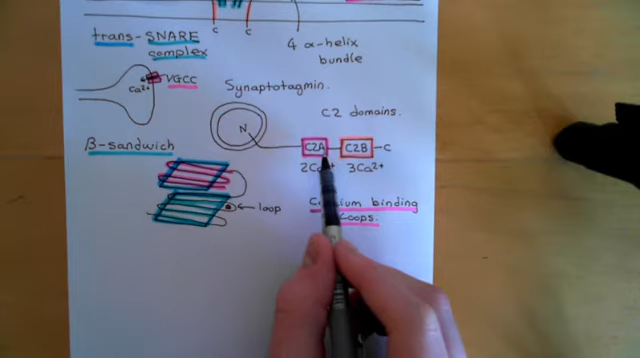 c
c
trans-SNARE
complex
4 α-helix
bundle
VGCC
Ca²⁺
Synaptotagmin.
C2 domains.
N
C2A
C2B
C
β-sandwich
3Ca²⁺
loop
binding
Loops.